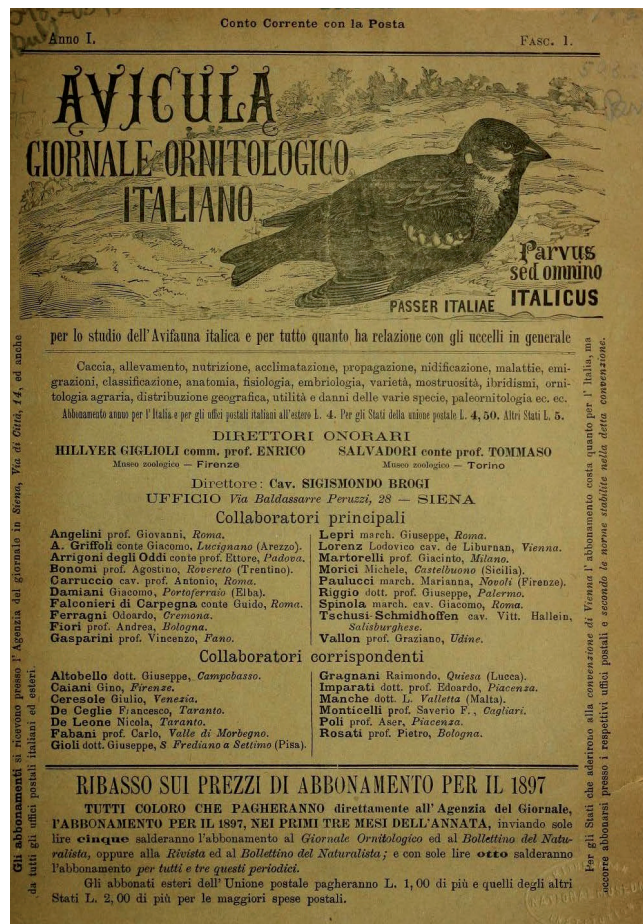 Conto Corrente con la Posta
Anno I.
FASC. 1.
AVICULA
GIORNALE ORNITOLOGICO
ITALIANO
Parvus
sed omnino
ITALICUS
PASSER ITALIAE
per lo studio dell'Avifauna italica e per tutto quanto ha relazione con gli uccelli in generale
Caccia, allevamento, nutrizione, acclimatazione, propagazione, nidificazione, malattie, emi-
grazioni, classificazione, anatomia, fisiologia, embriologia, varietà, mostruosità, ibridismi, orni-
tologia agraria, distribuzione geografica, utilità e danni delle varie specie, paleornitologia ec. ec.
Abbonamento annuo per l'Italia e per gli uffici postali italiani all'estero L. 4. Per gli Stati della unione postale L. 4,50. Altri Stati L. 5.
DIRETTORI ONORARI
HILLYER GIGLIOLI comm. prof. ENRICO
Museo zoologico — Firenze
SALVADORI conte prof. TOMMASO
Museo zoologico — Torino
Direttore: Cav. SIGISMONDO BROGI
UFFICIO Via Baldassarre Peruzzi, 28 — SIENA
Collaboratori principali
Angelini prof. Giovanni, Roma.
A. Griffoli conte Giacomo, Lucignano (Arezzo).
Arrigoni degli Oddi conte prof. Ettore, Padova.
Bonomi prof. Agostino, Rovereto (Trentino).
Carruccio cav. prof. Antonio, Roma.
Damiani Giacomo, Portoferraio (Elba).
Falconieri di Carpegna conte Guido, Roma.
Ferragni Odoardo, Cremona.
Fiori prof. Andrea, Bologna.
Gasparini prof. Vincenzo, Fano.
Lepri march. Giuseppe, Roma.
Lorenz Lodovico cav. de Liburnan, Vienna.
Martorelli prof. Giacinto, Milano.
Morici Michele, Castelbuono (Sicilia).
Paulucci march. Marianna, Novoli (Firenze).
Riggio dott. prof. Giuseppe, Palermo.
Spinola march. cav. Giacomo, Roma.
Tschusi-Schmidhoffen cav. Vitt. Hallein,
Salisburghese.
Vallon prof. Graziano, Udine.
Collaboratori corrispondenti
Altobello dott. Giuseppe, Campobasso.
Caiani Gino, Firenze.
Ceresole Giulio, Venezia.
De Ceglie Francesco, Taranto.
De Leone Nicola, Taranto.
Fabani prof. Carlo, Valle di Morbegno.
Gioli dott. Giuseppe, S Frediano a Settimo (Pisa).
Gragnani Raimondo, Quiesa (Lucca).
Imparati dott. prof. Edoardo, Piacenza.
Manche dott. L. Valletta (Malta).
Monticelli prof. Saverio F., Cagliari.
Poli prof. Aser, Piacenza.
Rosati prof. Pietro, Bologna.
RIBASSO SUI PREZZI DI ABBONAMENTO PER IL 1897
TUTTI COLORO CHE PAGHERANNO direttamente all'Agenzia del Giornale,
l'ABBONAMENTO PER IL 1897, NEI PRIMI TRE MESI DELL'ANNATA, inviando sole
lire cinque salderanno l'abbonamento al Giornale Ornitologico ed al Bollettino del Natu-
ralista, oppure alla Rivista ed al Bollettino del Naturalista; e con sole lire otto salderanno
l'abbonamento per tutti e tre questi periodici.
Gli abbonati esteri dell'Unione postale pagheranno L. 1,00 di più e quelli degli altri
Stati L. 2,00 di più per le maggiori spese postali.
Gli abbonamenti si ricevono presso l'Agenzia del giornale in Siena, Via di Città, 14, ed anche
da tutti gli uffici postali italiani ed esteri.
Per gli Stati che aderirono alla convenzione di Vienna l'abbonamento costa quanto per l'Italia, ma
occorre abbonarsi presso i respettivi uffici postali e secondo le norme stabilite nella detta convenzione.